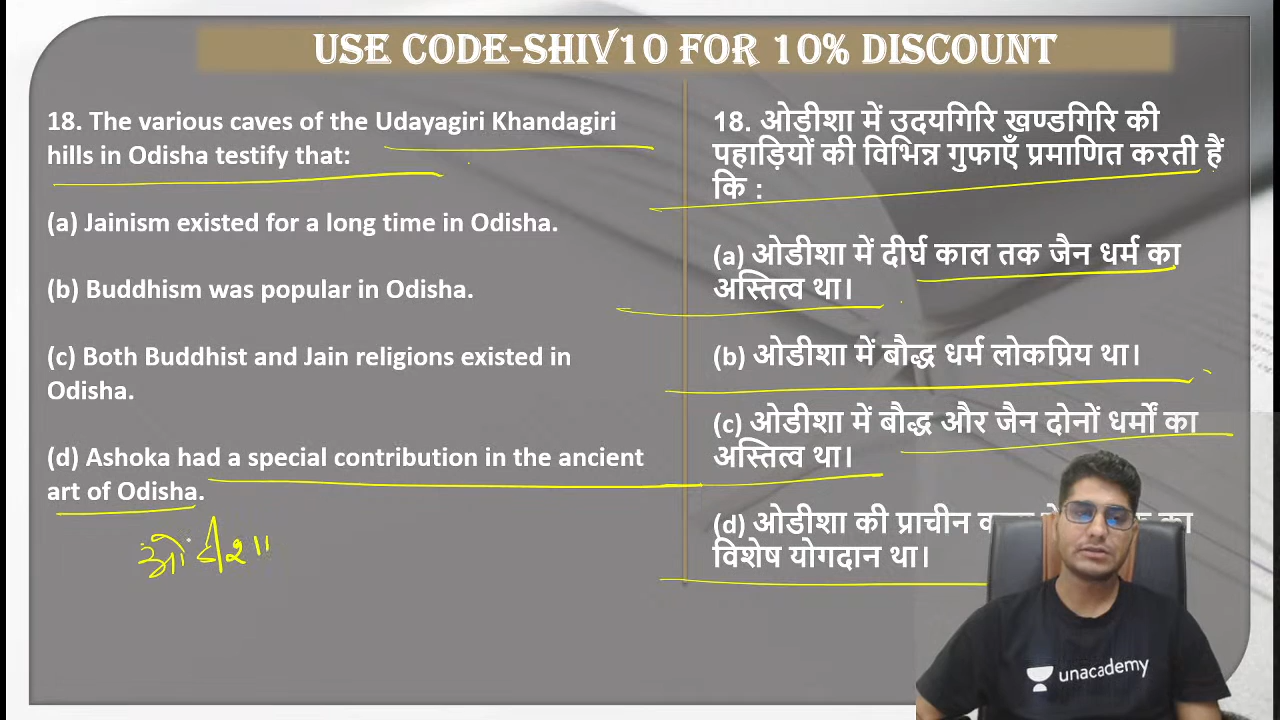 USE CODE-SHIV10 FOR 10% DISCOUNT
18. The various caves of the Udayagiri Khandagiri
hills in Odisha testify that:
(a) Jainism existed for a long time in Odisha.
(b) Buddhism was popular in Odisha.
(c) Both Buddhist and Jain religions existed in
Odisha.
(d) Ashoka had a special contribution in the ancient
art of Odisha.
18. ओडीशा में उदयगिरि खण्डगिरि की
पहाड़ियों की विभिन्न गुफाएँ प्रमाणित करती हैं
कि :
(a) ओडीशा में दीर्घ काल तक जैन धर्म का
अस्तित्व था।
(b) ओडीशा में बौद्ध धर्म लोकप्रिय था।
(c) ओडीशा में बौद्ध और जैन दोनों धर्मों का
अस्तित्व था।
(d) ओडीशा की प्राचीन का
विशेष योगदान था।
unacademy